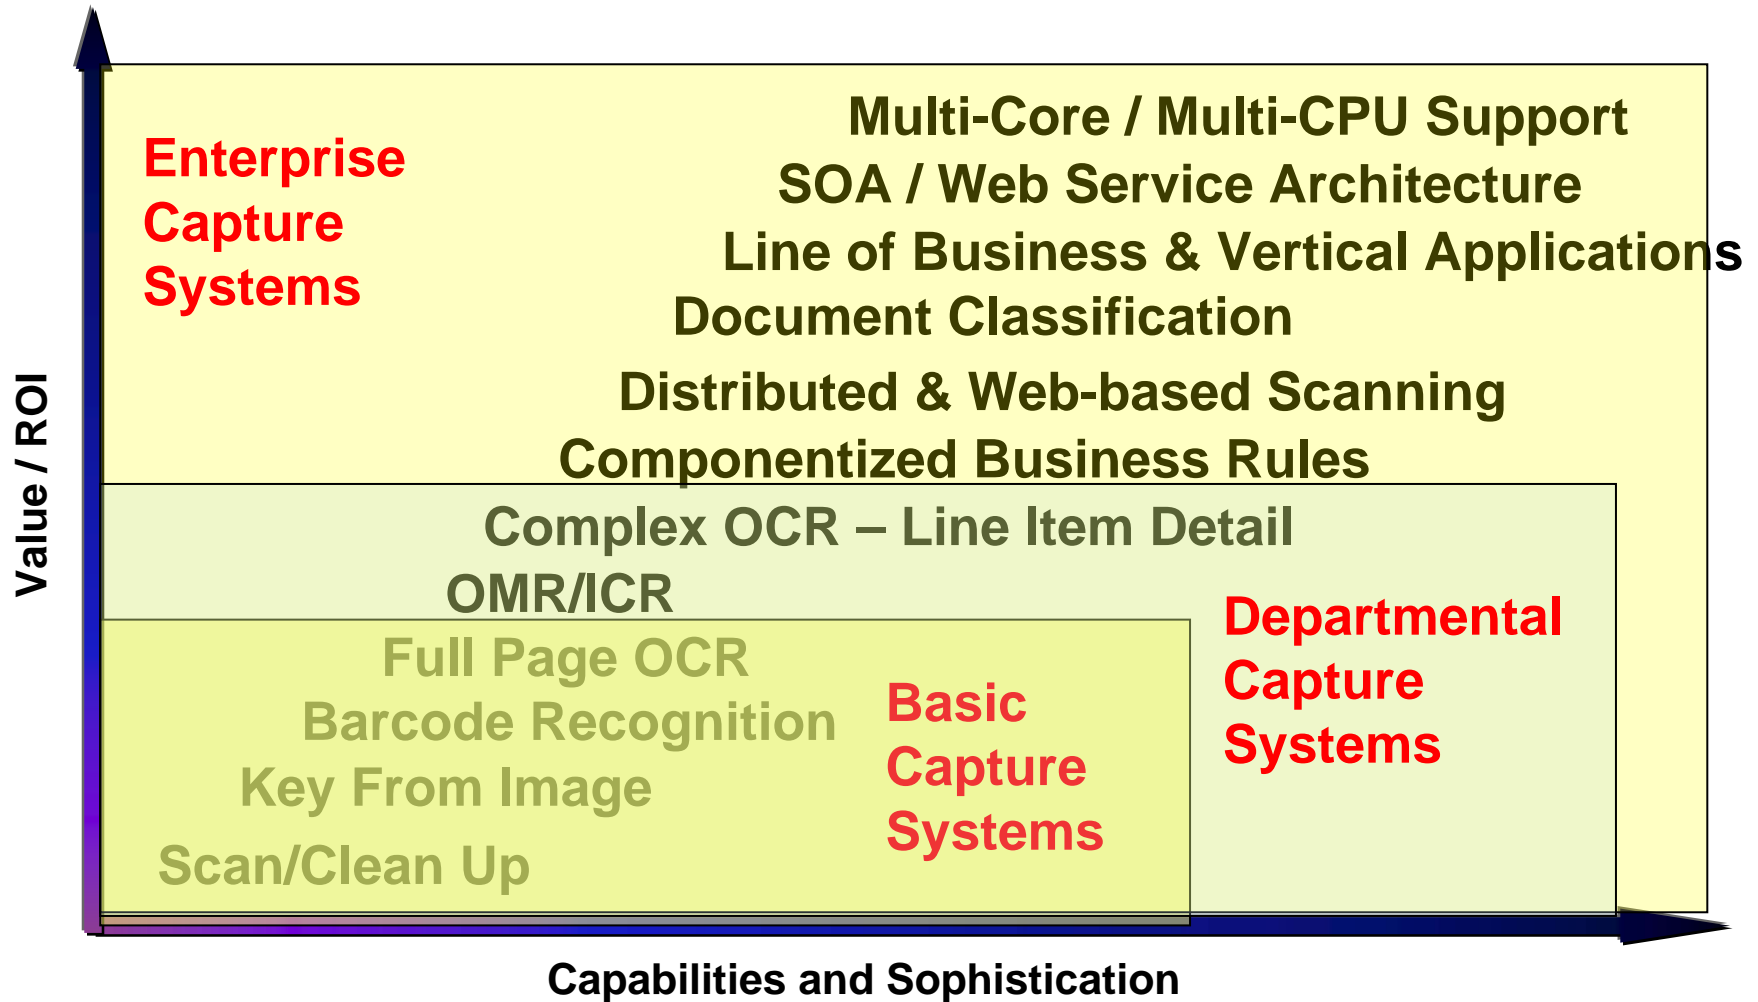 Multi-Core / Multi-CPU Support
Enterprise
Capture
Systems
SOA / Web Service Architecture
Line of Business & Vertical Applications
Document Classification
Distributed & Web-based Scanning
Componentized Business Rules
Complex OCR – Line Item Detail
OMR/ICR
Departmental
Capture
Systems
Full Page OCR
Barcode Recognition
Key From Image
Scan/Clean Up
Basic
Capture
Systems
Value / ROI
Capabilities and Sophistication